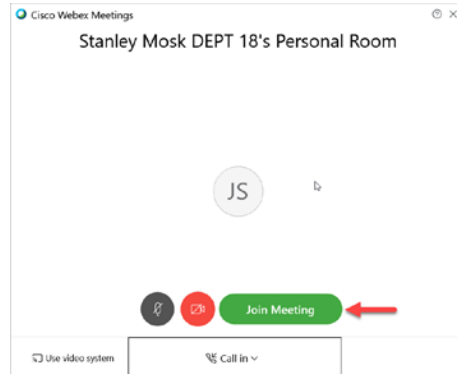 Cisco Webex Meetings
Stanley Mosk DEPT 18's Personal Room
JS
Join Meeting
Use video system
Call in